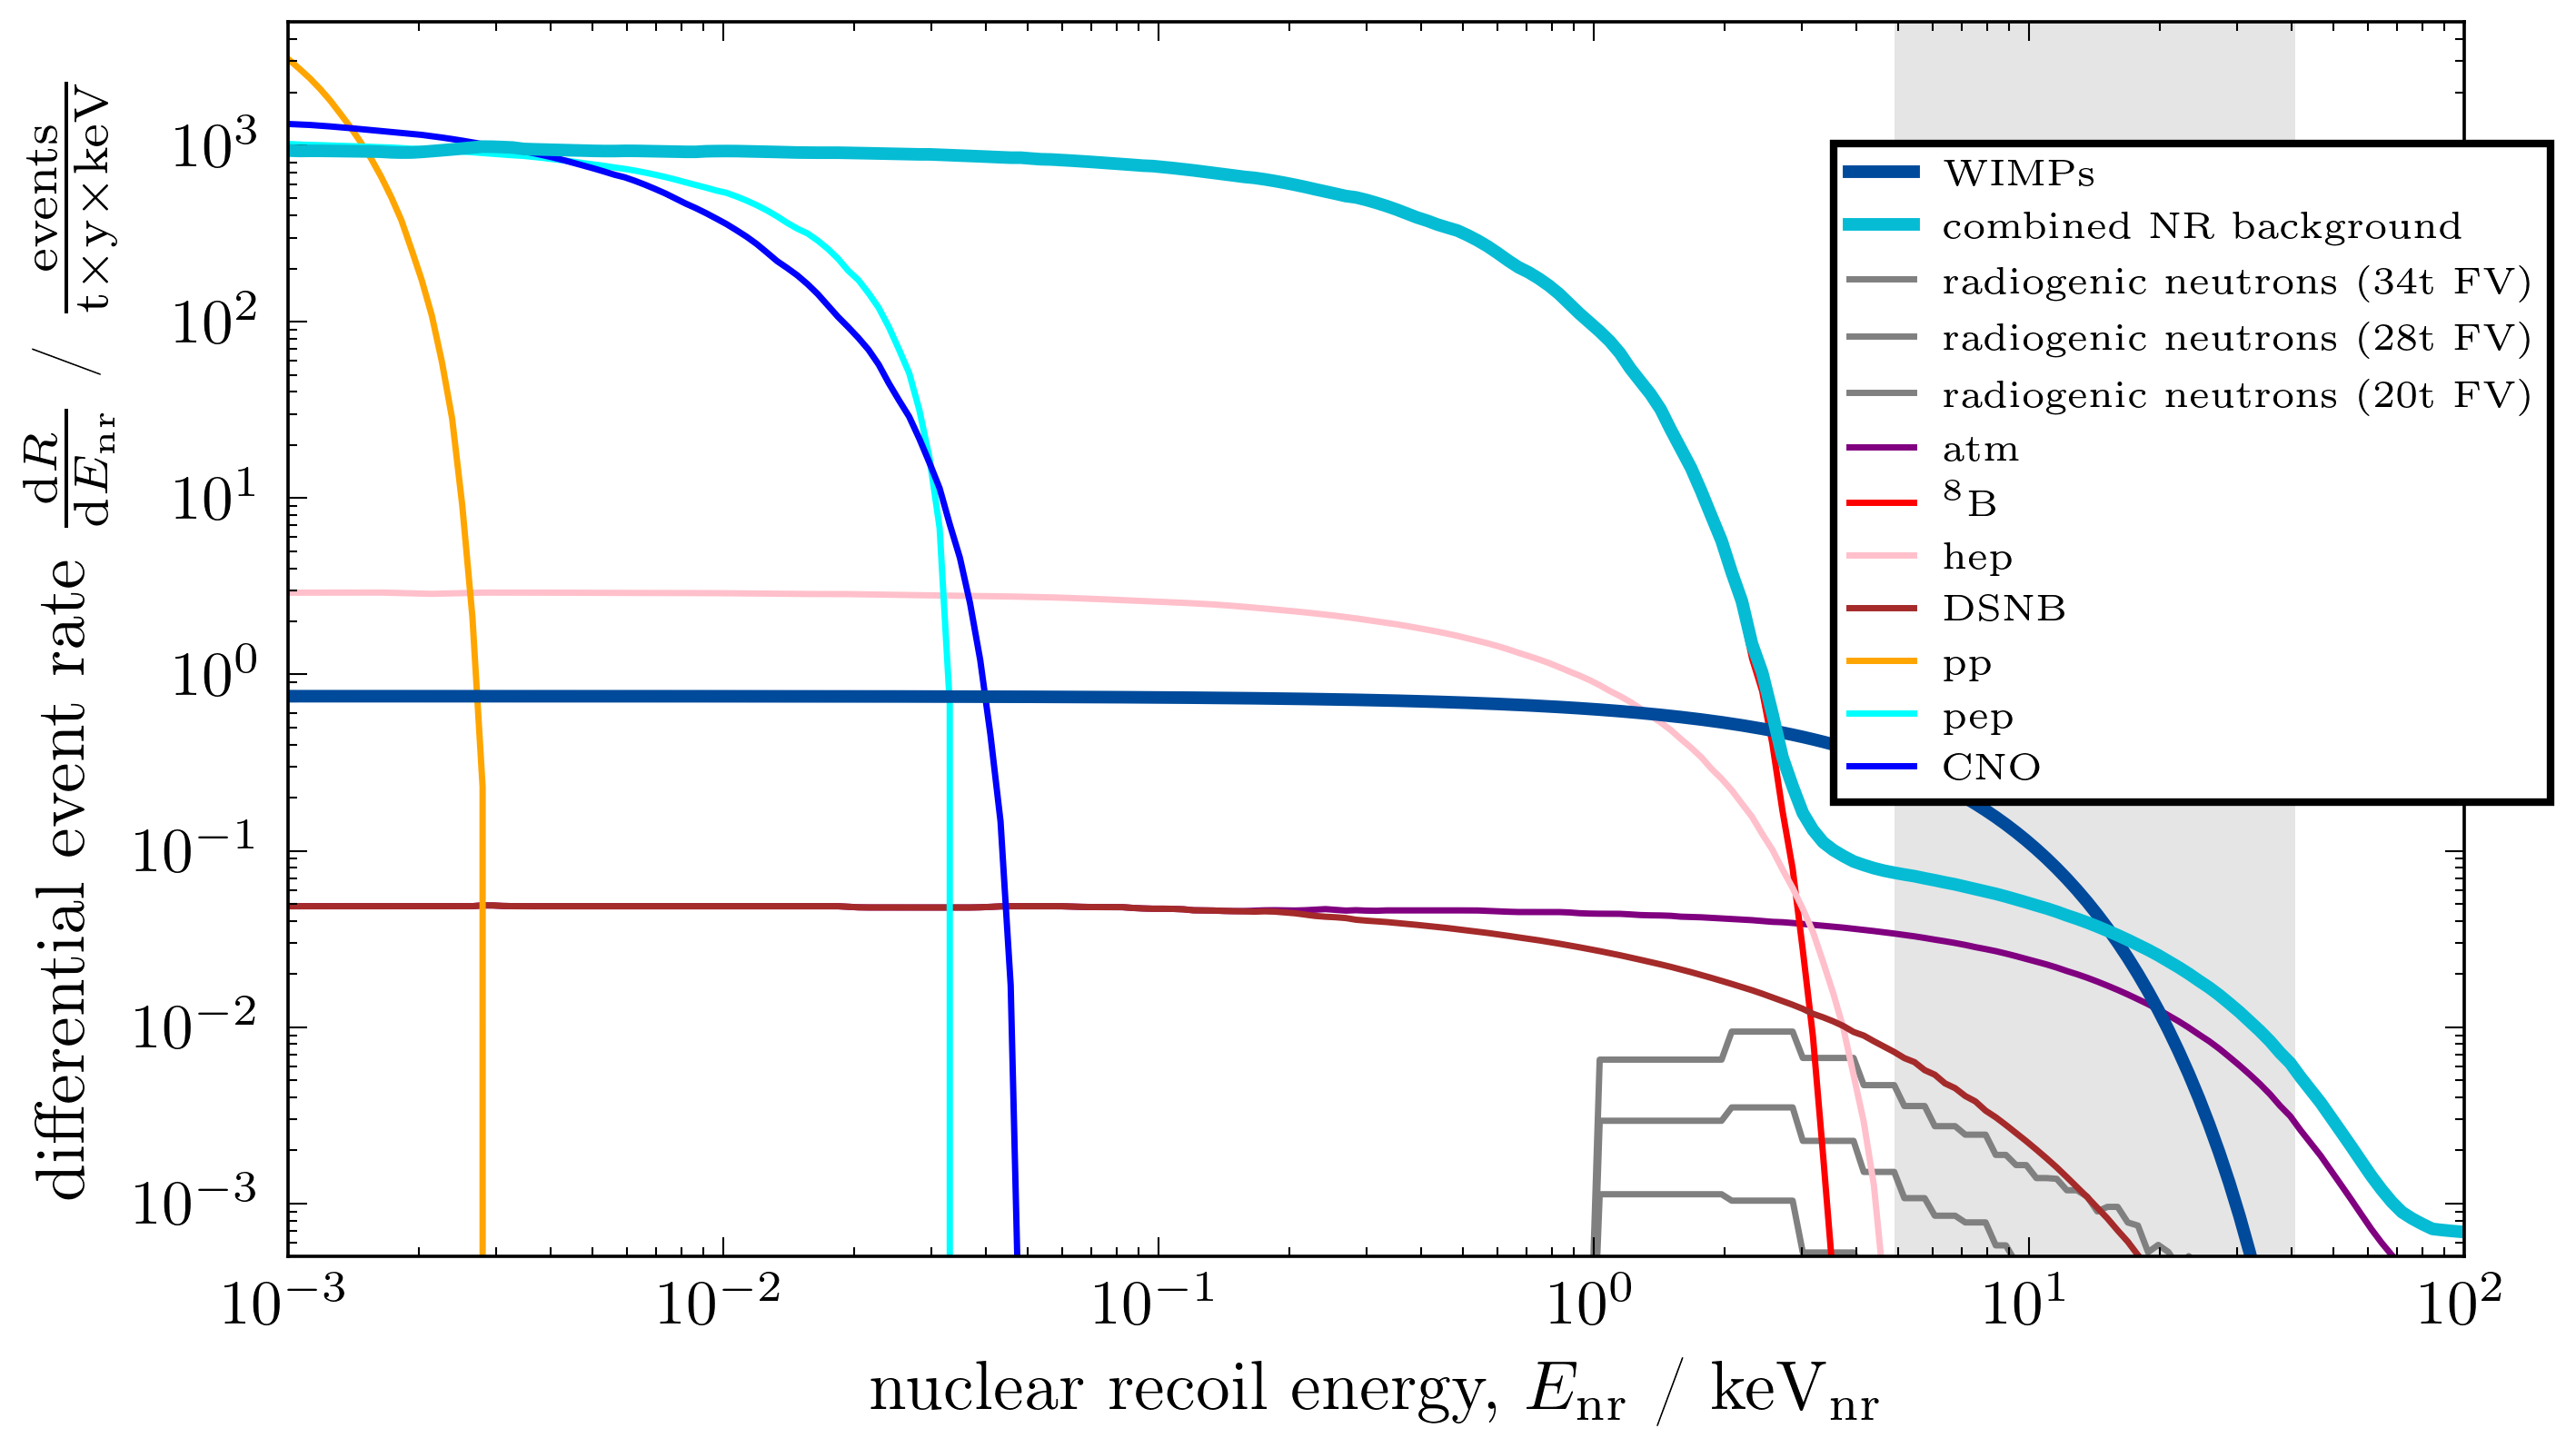 differential event rate dR/dE_nr / events/t×y×keV
10^3
10^2
10^1
10^0
10^−1
10^−2
10^−3
WIMPs
combined NR background
radiogenic neutrons (34t FV)
radiogenic neutrons (28t FV)
radiogenic neutrons (20t FV)
atm
^8B
hep
DSNB
pp
pep
CNO
10^−3 10^−2 10^−1 10^0 10^1 10^2
nuclear recoil energy, E_nr / keV_nr